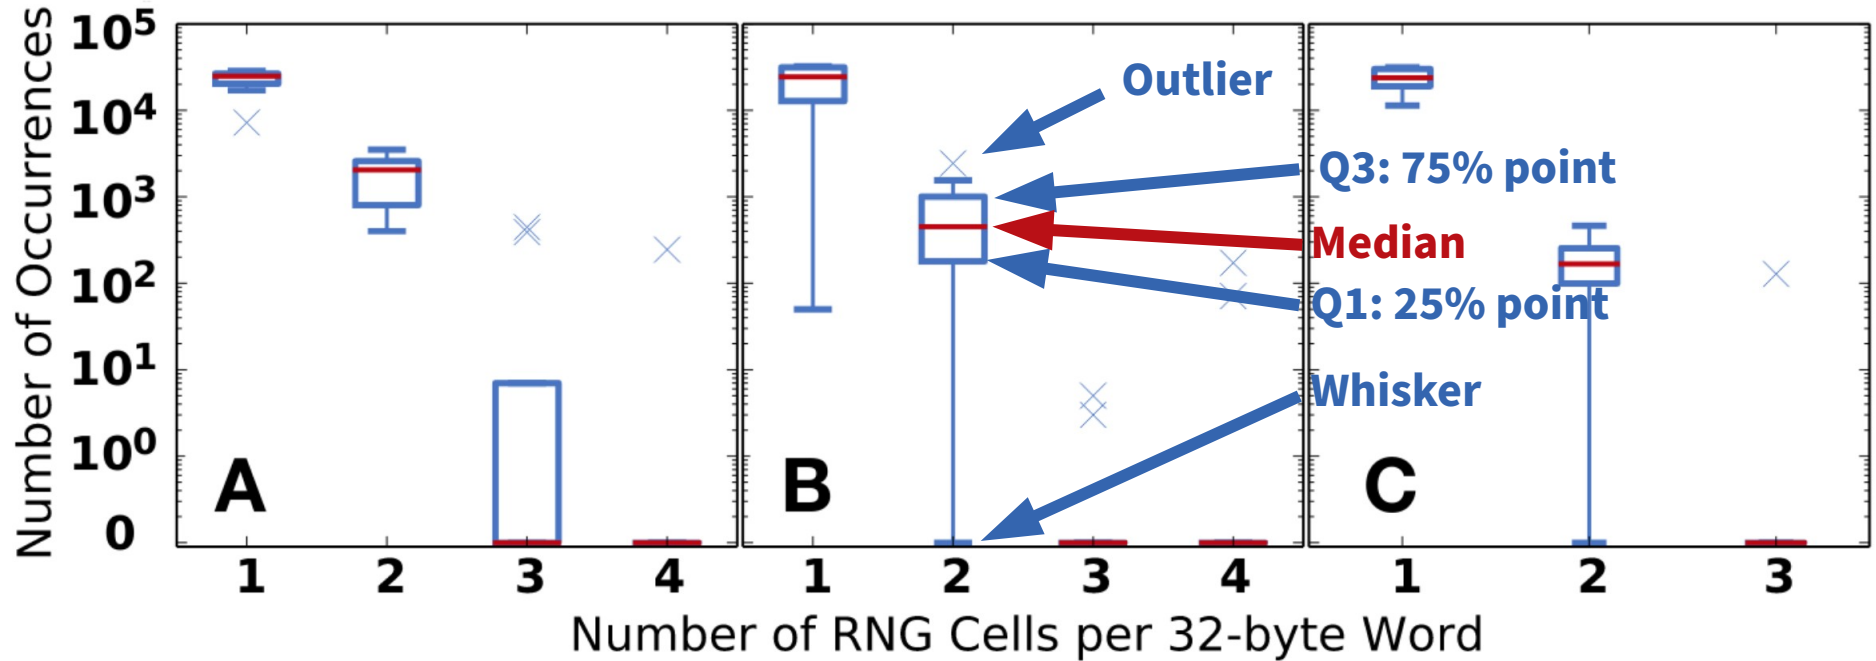 Number of Occurrences
10⁵
10⁴
10³
10²
10¹
10⁰
0
A
B
C
Outlier
Q3: 75% point
Median
Q1: 25% point
Whisker
1 2 3 4 1 2 3 4 1 2 3
Number of RNG Cells per 32-byte Word